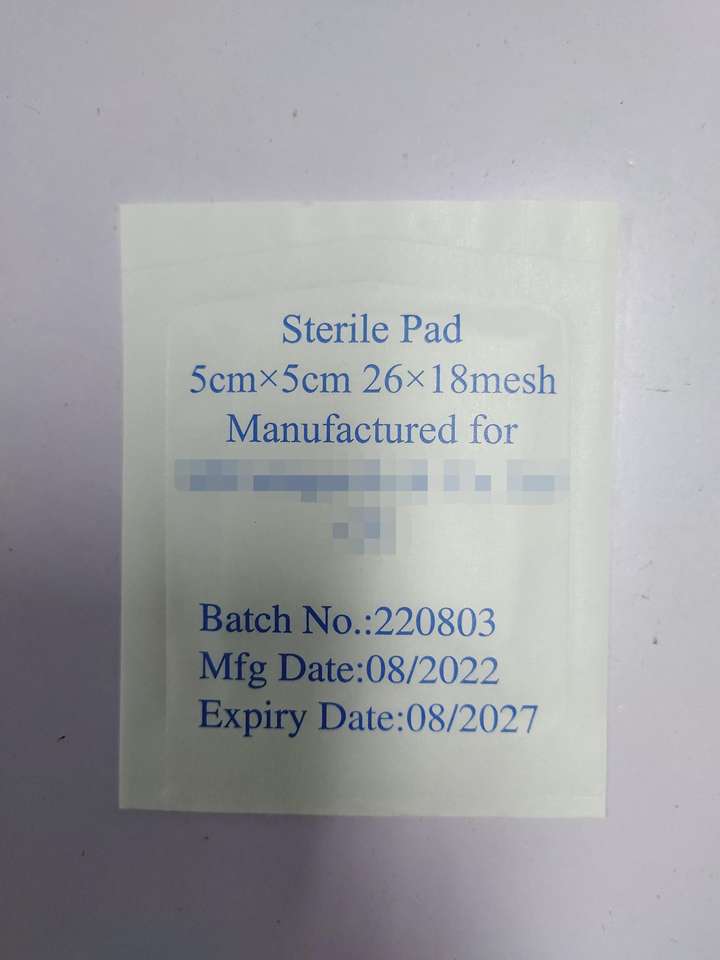 Sterile Pad
5cm×5cm 26×18mesh
Manufactured for
Batch No.:220803
Mfg Date:08/2022
Expiry Date:08/2027